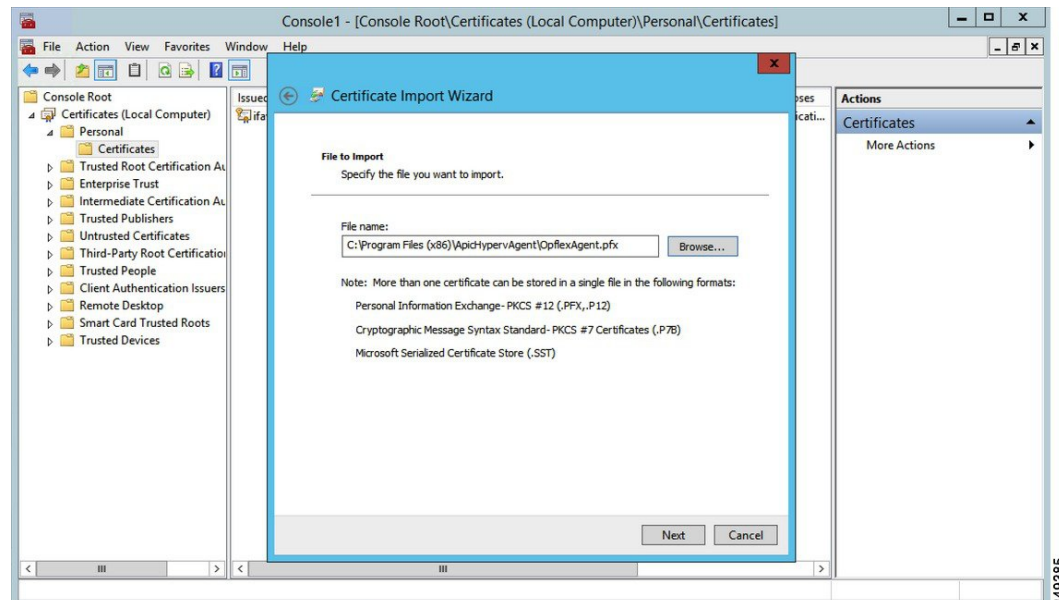 Console1 - [Console Root\Certificates (Local Computer)\Personal\Certificates]
File Action View Favorites Window Help
Console Root
Certificates (Local Computer)
Personal
Certificates
Trusted Root Certification Au
Enterprise Trust
Intermediate Certification Au
Trusted Publishers
Untrusted Certificates
Third-Party Root Certification
Trusted People
Client Authentication Issuers
Remote Desktop
Smart Card Trusted Roots
Trusted Devices
Issued
ifa
Certificate Import Wizard
File to Import
Specify the file you want to import.
File name:
C:\Program Files (x86)\ApicHypervAgent\OpflexAgent.pfx
Browse...
Note: More than one certificate can be stored in a single file in the following formats:
Personal Information Exchange- PKCS #12 (.PFX,.P12)
Cryptographic Message Syntax Standard- PKCS #7 Certificates (.P7B)
Microsoft Serialized Certificate Store (.SST)
Next Cancel
oses
icati...
Actions
Certificates
More Actions